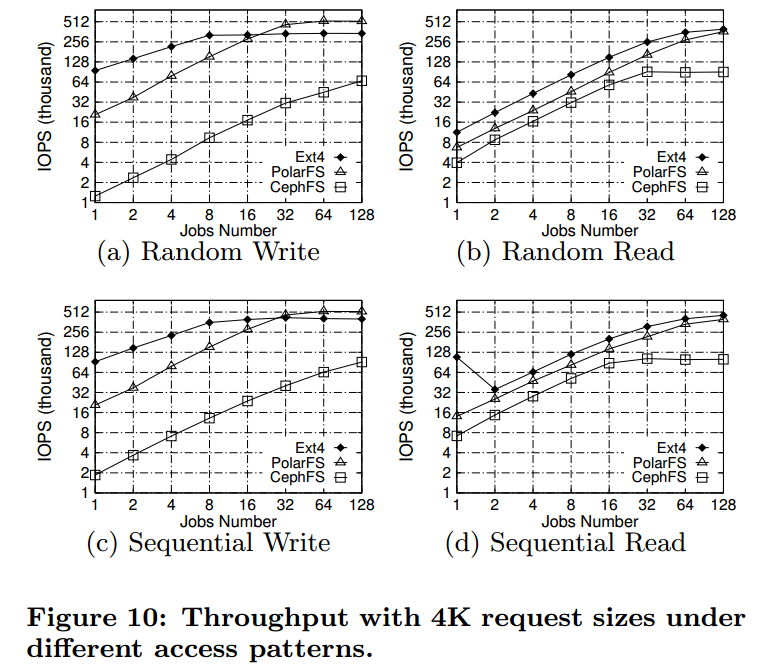 IOPS (thousand)
512
256
128
64
32
16
8
4
2
1
Ext4
PolarFS
CephFS
1 2 4 8 16 32 64 128
Jobs Number
(a) Random Write
IOPS (thousand)
512
256
128
64
32
16
8
4
2
1
Ext4
PolarFS
CephFS
1 2 4 8 16 32 64 128
Jobs Number
(b) Random Read
IOPS (thousand)
512
256
128
64
32
16
8
4
2
1
Ext4
PolarFS
CephFS
1 2 4 8 16 32 64 128
Jobs Number
(c) Sequential Write
IOPS (thousand)
512
256
128
64
32
16
8
4
2
1
Ext4
PolarFS
CephFS
1 2 4 8 16 32 64 128
Jobs Number
(d) Sequential Read
Figure 10: Throughput with 4K request sizes under
different access patterns.